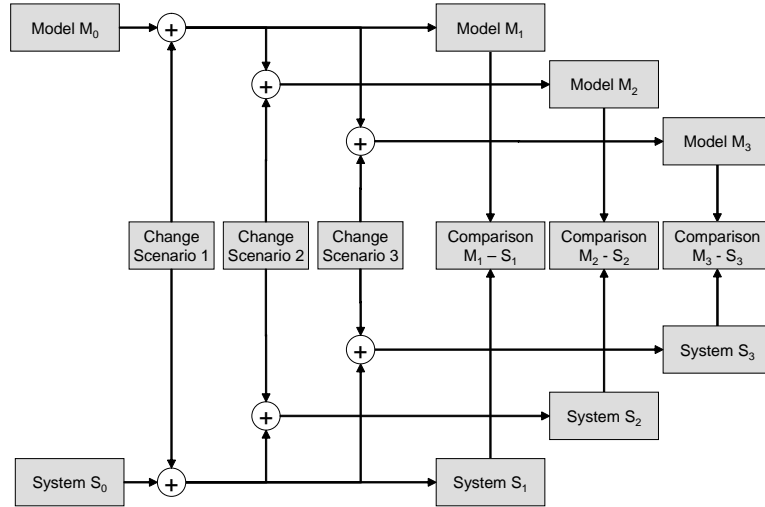 Model M₀
+
Model M₁
+
Model M₂
+
Model M₃
Change
Scenario 1
Change
Scenario 2
Change
Scenario 3
Comparison
M₁ – S₁
Comparison
M₂ - S₂
Comparison
M₃ - S₃
+
System S₃
+
System S₂
System S₀
+
System S₁